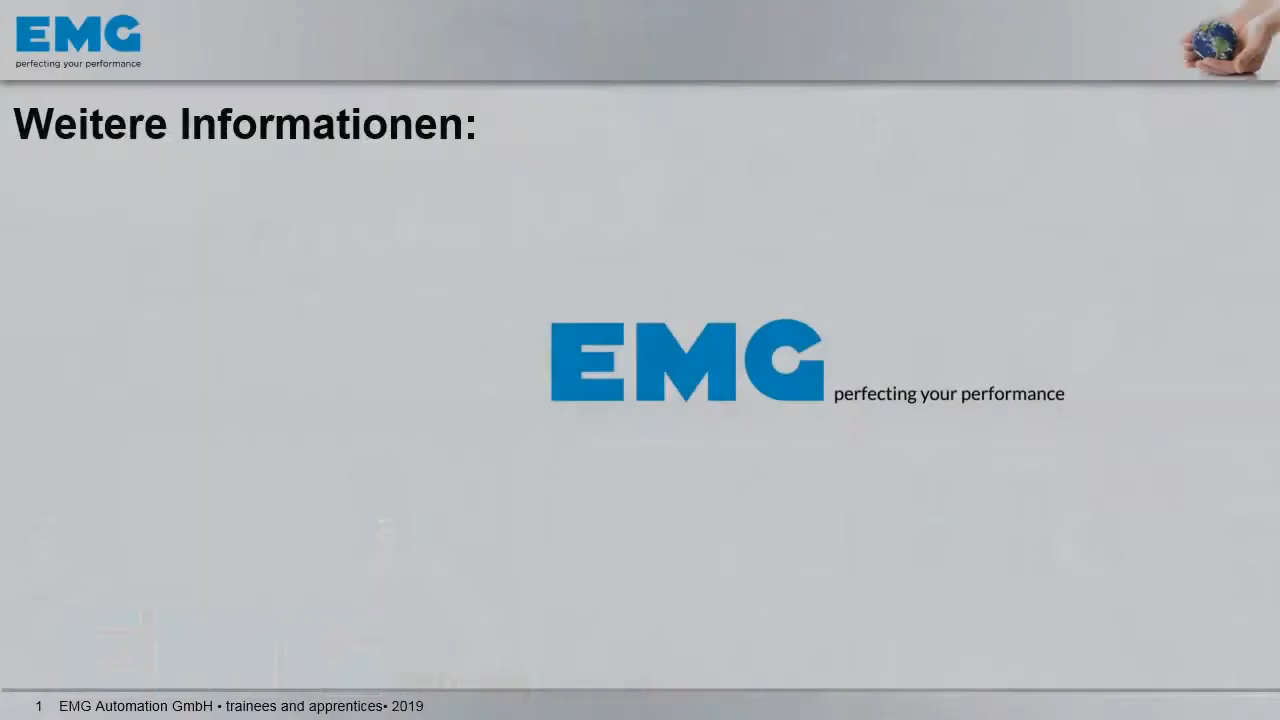 EMG
perfecting your performance
Weitere Informationen:
EMG perfecting your performance
1 EMG Automation GmbH • trainees and apprentices• 2019